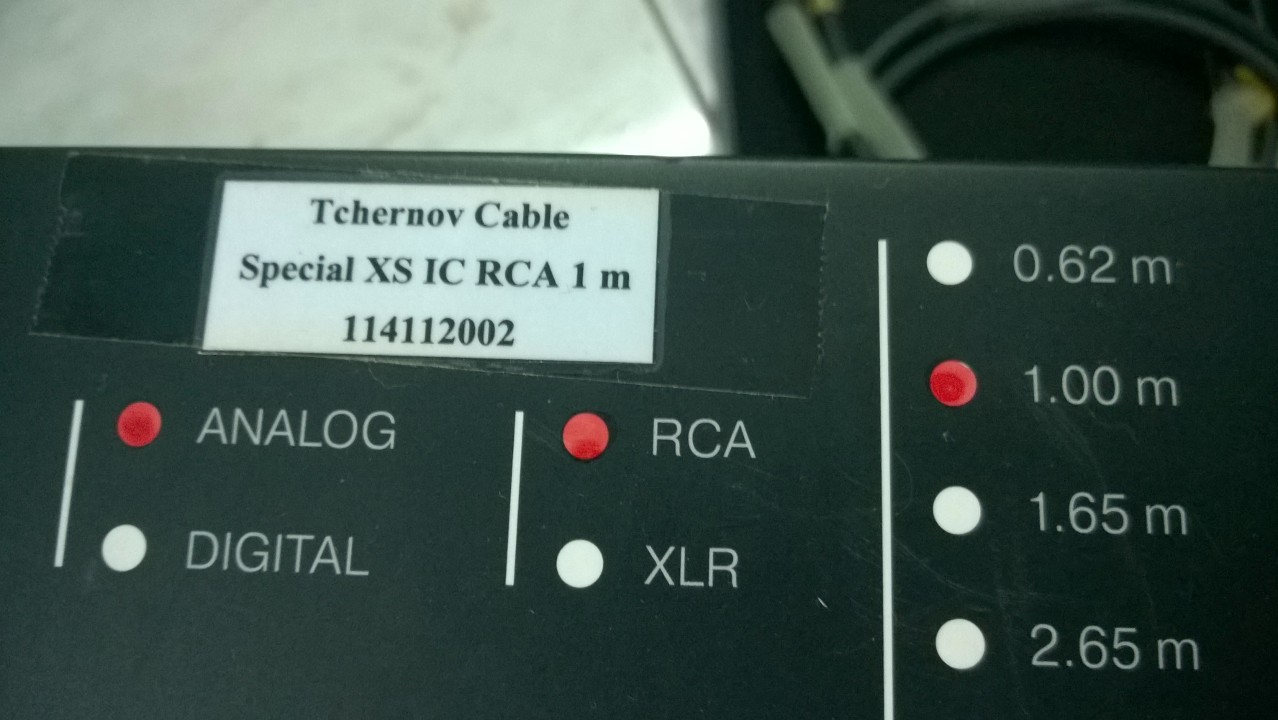 Tchernov Cable
Special XS IC RCA 1 m
114112002
ANALOG
DIGITAL
RCA
XLR
0.62 m
1.00 m
1.65 m
2.65 m